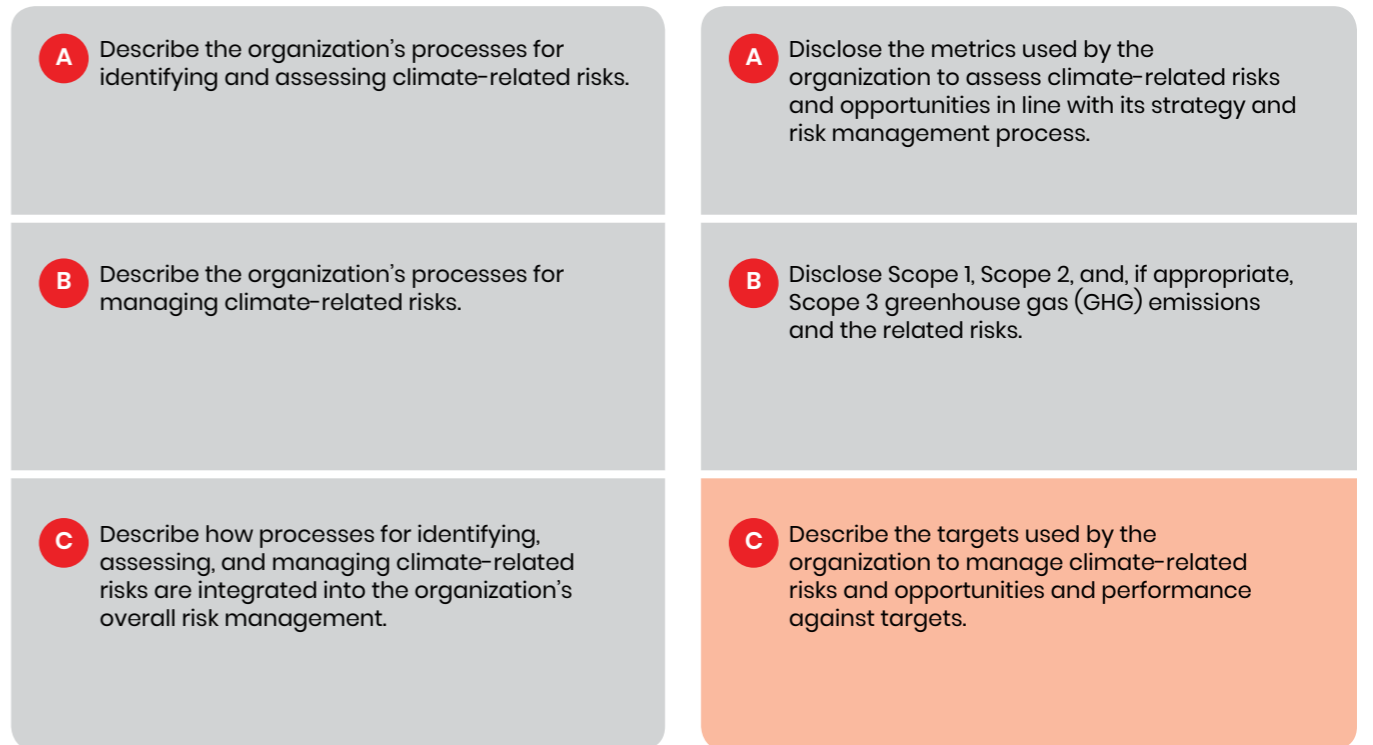 A
Describe the organization's processes for
identifying and assessing climate-related risks.
B
Describe the organization's processes for
managing climate-related risks.
C
Describe how processes for identifying,
assessing, and managing climate-related
risks are integrated into the organization's
overall risk management.
A
Disclose the metrics used by the
organization to assess climate-related risks
and opportunities in line with its strategy and
risk management process.
B
Disclose Scope 1, Scope 2, and, if appropriate,
Scope 3 greenhouse gas (GHG) emissions
and the related risks.
C
Describe the targets used by the
organization to manage climate-related
risks and opportunities and performance
against targets.